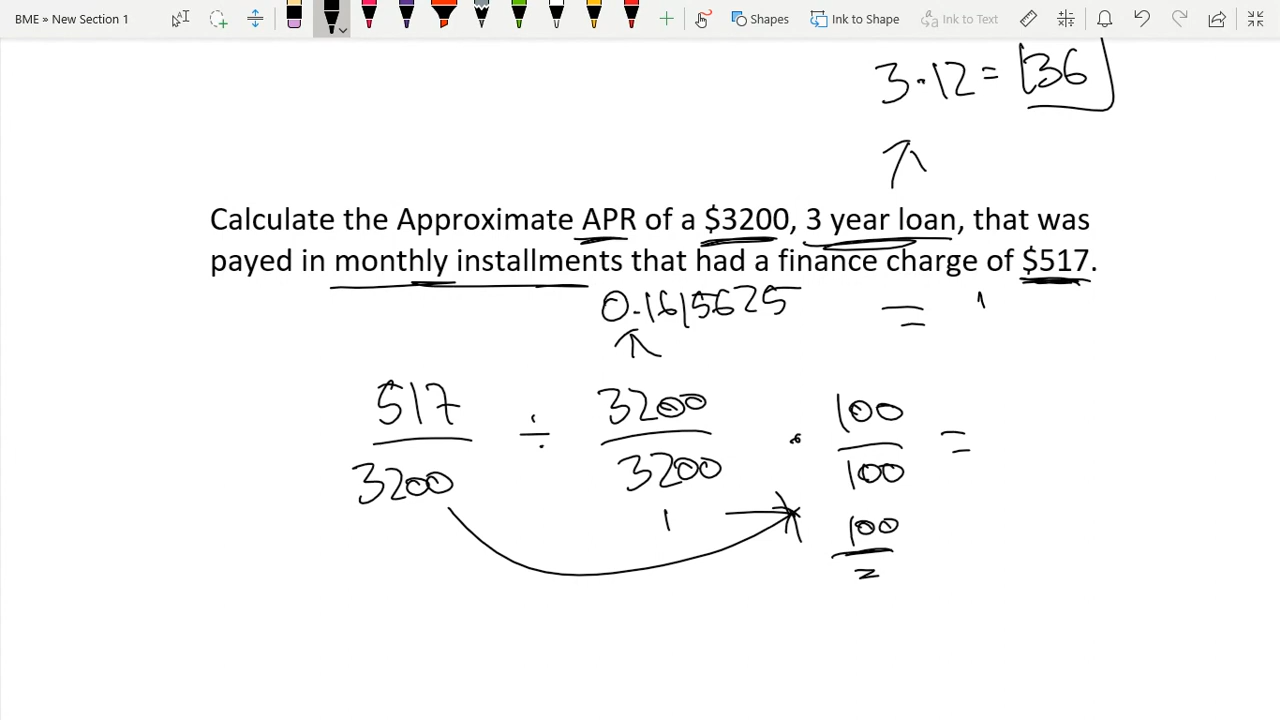 BME » New Section 1 Shapes Ink to Shape Ink to Text
3·12=36
Calculate the Approximate APR of a $3200, 3 year loan, that was
payed in monthly installments that had a finance charge of $517.
0.1615625 =
517 ÷ 3200 · 100 =
3200 3200 100
1 100